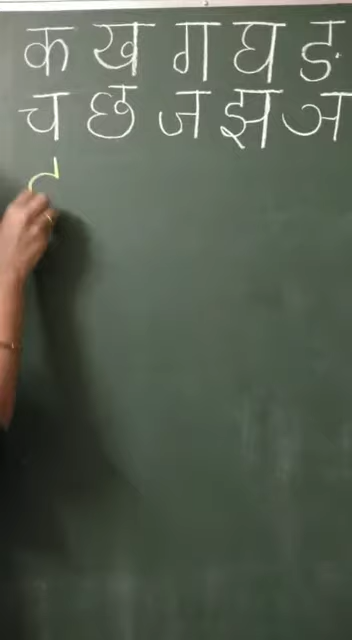 क ख ग घ ङ
च छ ज झ ञ